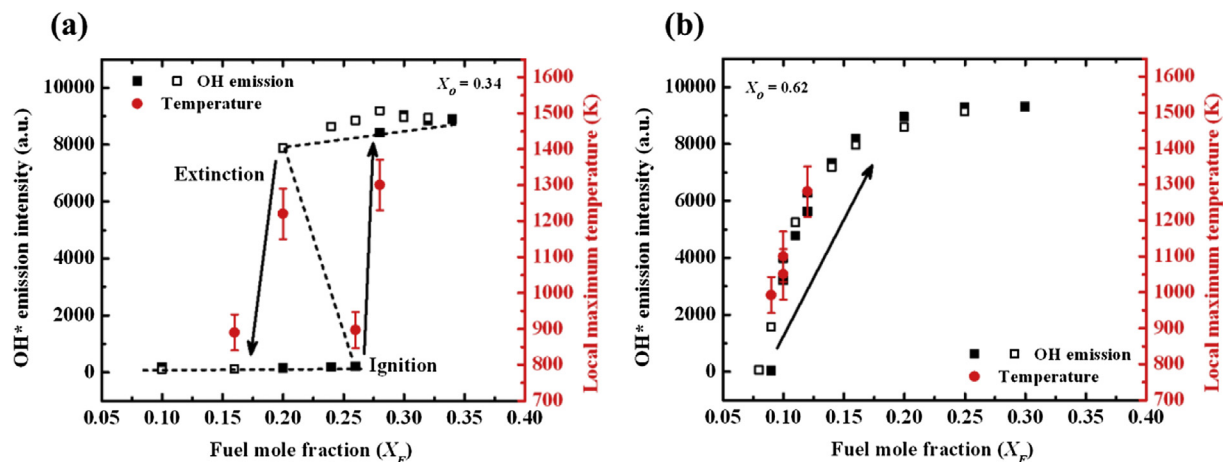 (a)
OH* emission intensity (a.u.)
10000
8000
6000
4000
2000
0
OH emission
Temperature
X_O = 0.34
Extinction
Ignition
1600
1500
1400
1300
1200
1100
1000
900
800
700
Local maximum temperature (K)
0.05 0.10 0.15 0.20 0.25 0.30 0.35 0.40
Fuel mole fraction (X_F)
(b)
OH* emission intensity (a.u.)
10000
8000
6000
4000
2000
0
X_O = 0.62
OH emission
Temperature
1600
1500
1400
1300
1200
1100
1000
900
800
700
Local maximum temperature (K)
0.05 0.10 0.15 0.20 0.25 0.30 0.35 0.40
Fuel mole fraction (X_F)